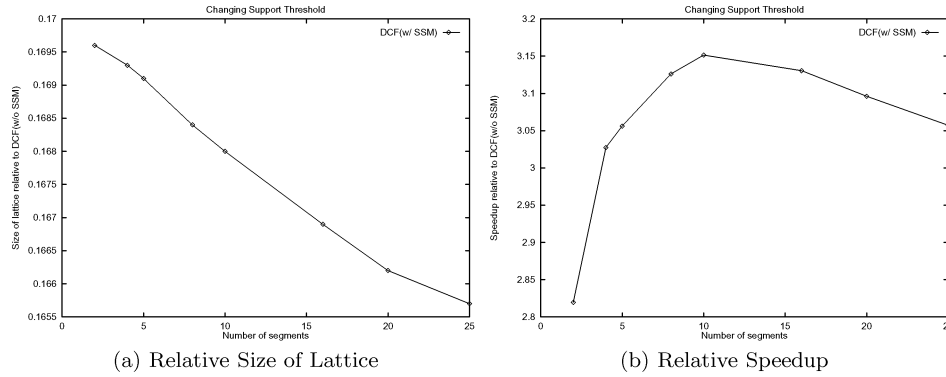 Changing Support Threshold
DCF(w/ SSM)
Size of lattice relative to DCF(w/o SSM)
0.17
0.1695
0.169
0.1685
0.168
0.1675
0.167
0.1665
0.166
0.1655
0 5 10 15 20 25
Number of segments
(a) Relative Size of Lattice
Changing Support Threshold
DCF(w/ SSM)
Speedup relative to DCF(w/o SSM)
3.2
3.15
3.1
3.05
3
2.95
2.9
2.85
2.8
0 5 10 15 20
Number of segments
(b) Relative Speedup